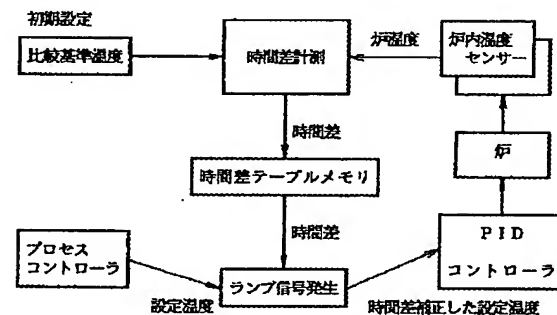 初期設定
比較基準温度
時間差計測
炉温度
炉内温度
センサー
時間差
炉
時間差テーブルメモリ
時間差
プロセス
コントローラ
PID
コントローラ
設定温度
ランプ信号発生
時間差補正した設定温度